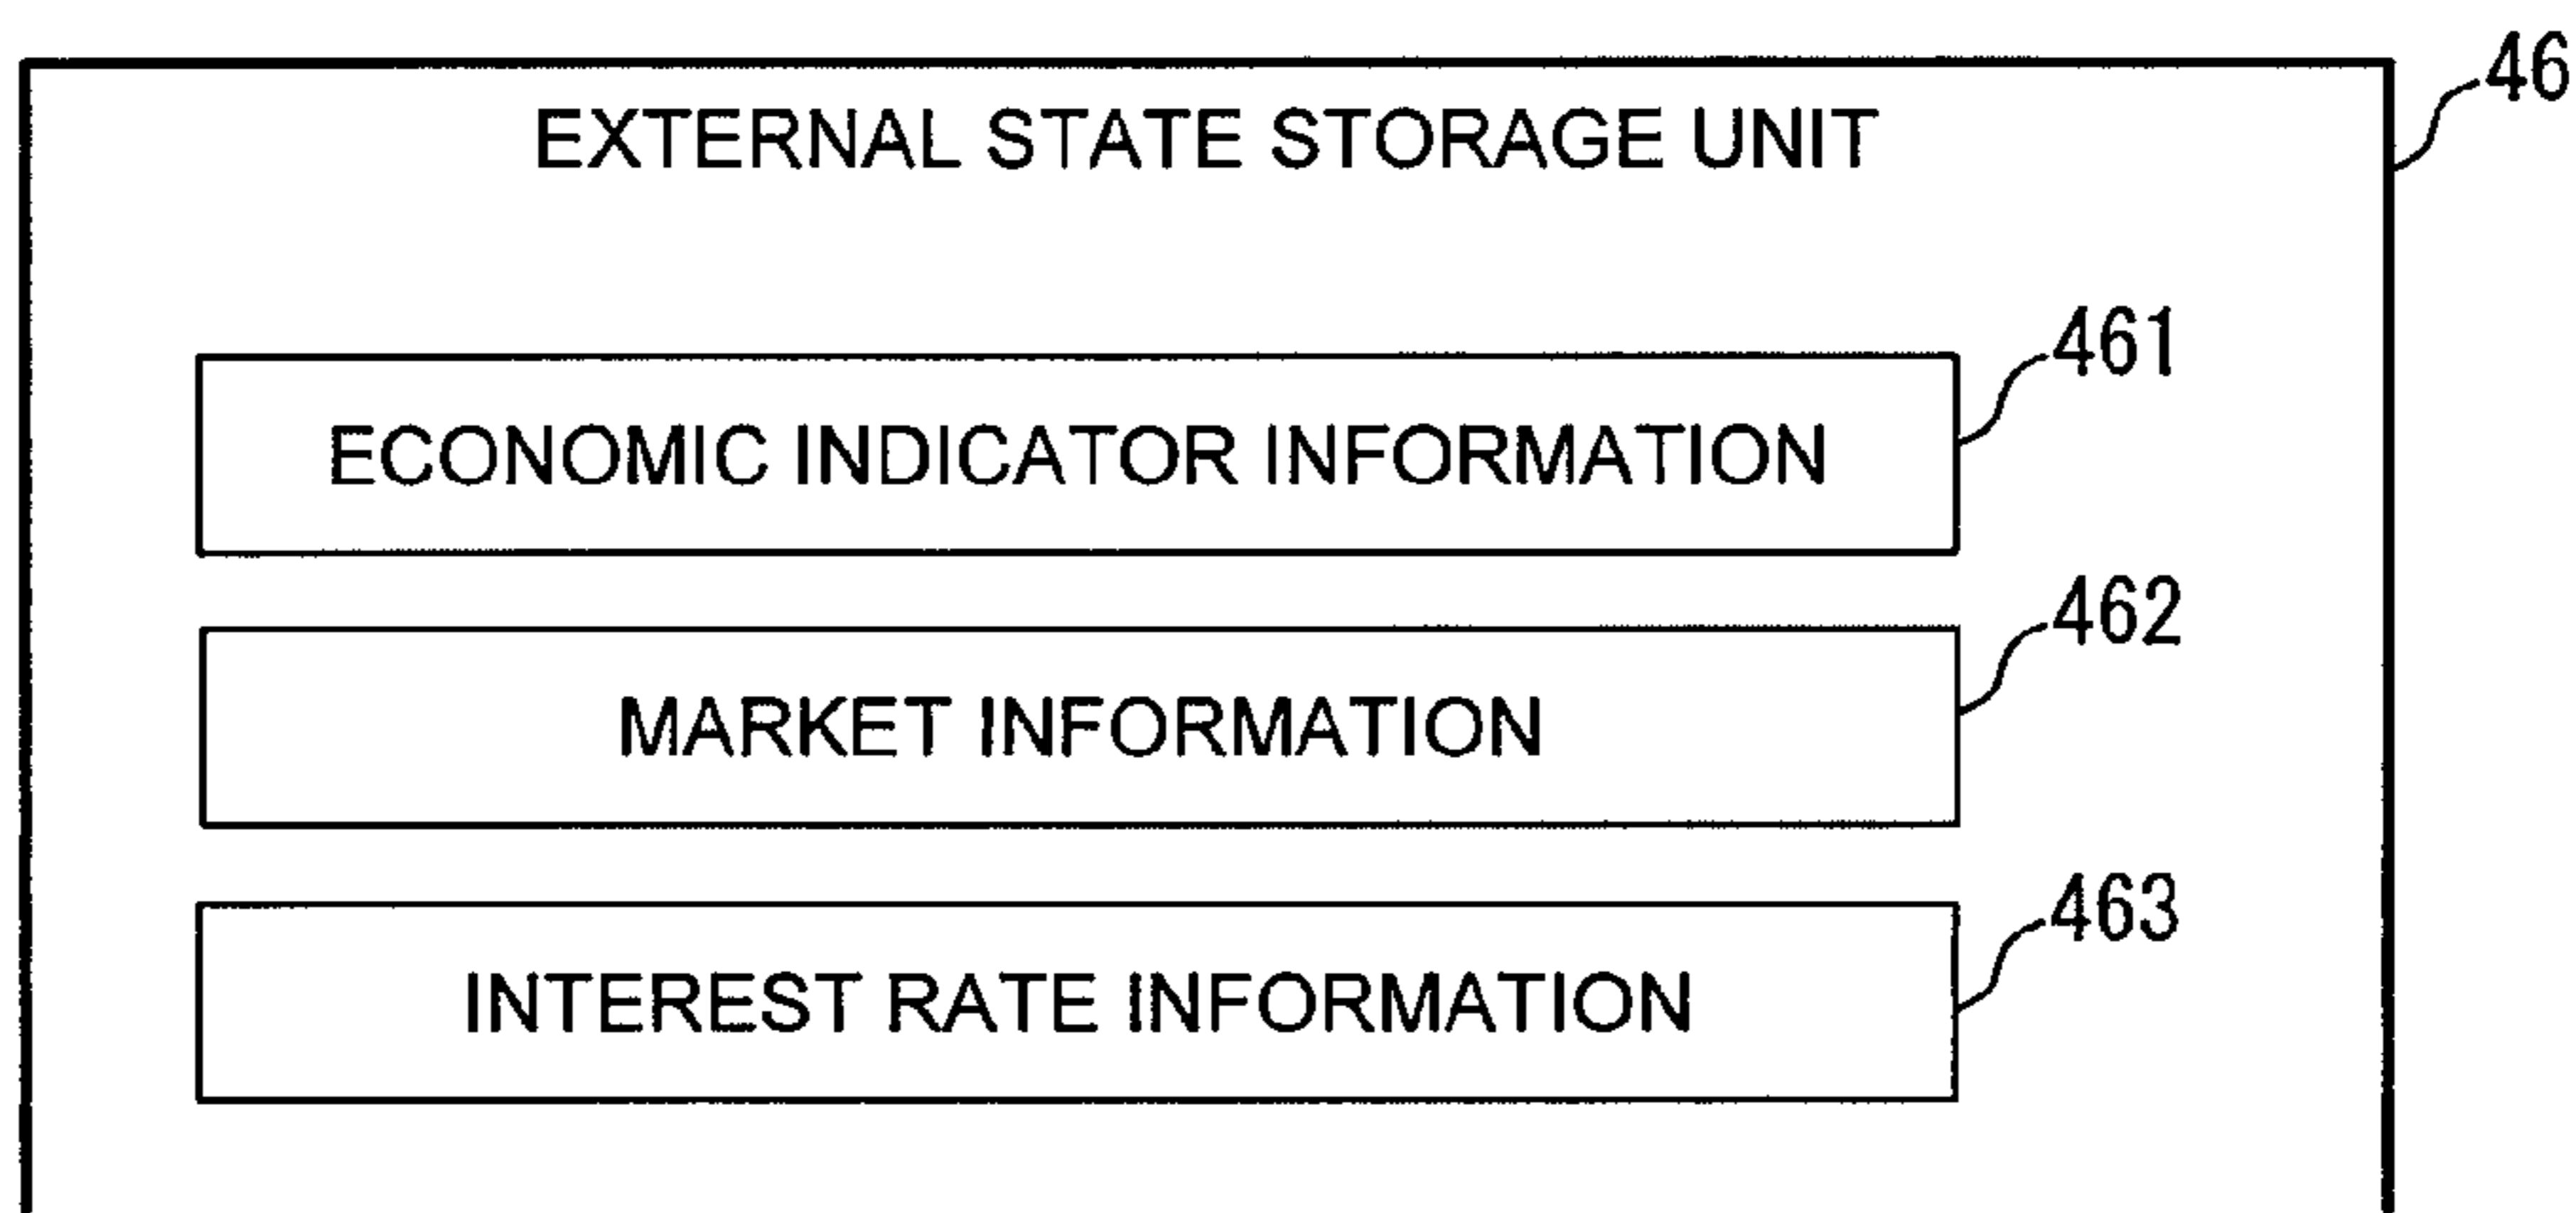 46
EXTERNAL STATE STORAGE UNIT
461
ECONOMIC INDICATOR INFORMATION
462
MARKET INFORMATION
463
INTEREST RATE INFORMATION